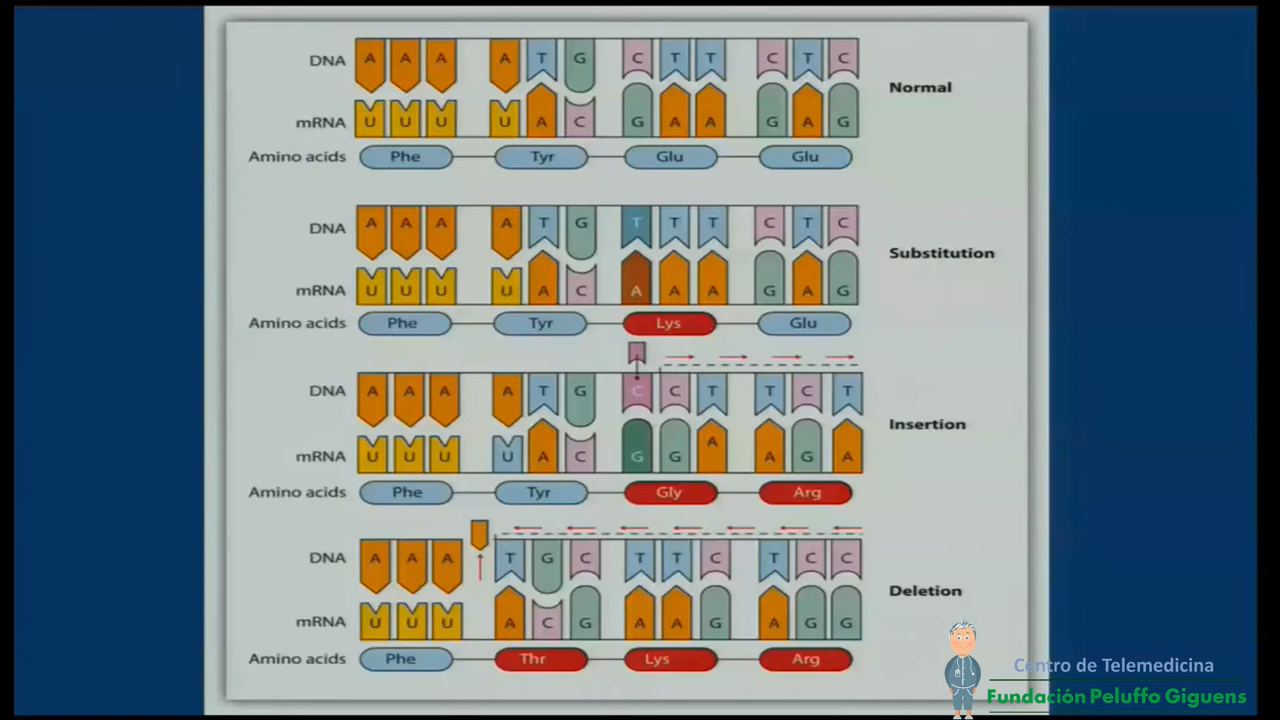 DNA A A A A T G C T T C T C
Normal
mRNA U U U U A C G A A G A G
Amino acids Phe Tyr Glu Glu
DNA A A A A T G T T T C T C
Substitution
mRNA U U U U A C A A A G A G
Amino acids Phe Tyr Lys Glu
DNA A A A A T G C C T T C T
Insertion
mRNA U U U U A C G G A A G A
Amino acids Phe Tyr Gly Arg
DNA A A A T G C T T C T C C
Deletion
mRNA U U U A C G A A G A G G
Amino acids Phe Thr Lys Arg
Centro de Telemedicina
Fundación Peluffo Giguens